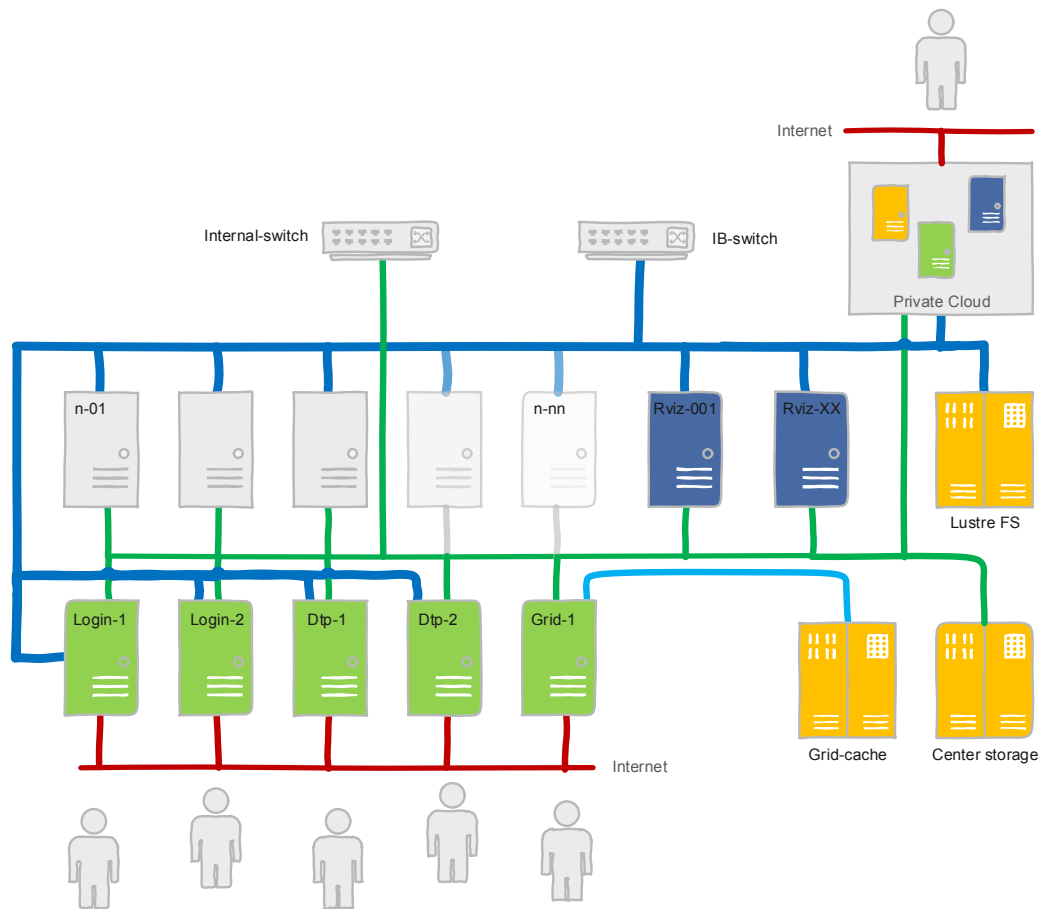 Internet
Internal-switch
IB-switch
Private Cloud
n-01
n-nn
Rviz-001
Rviz-XX
Lustre FS
Login-1
Login-2
Dtp-1
Dtp-2
Grid-1
Grid-cache
Center storage
Internet